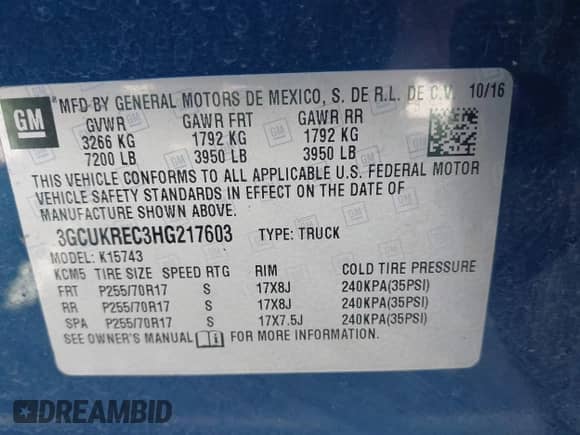 GM MFD BY GENERAL MOTORS DE MEXICO, S. DE R.L. DE C.V. 10/16
GVWR GAWR FRT GAWR RR
3266 KG 1792 KG 1792 KG
7200 LB 3950 LB 3950 LB
THIS VEHICLE CONFORMS TO ALL APPLICABLE U.S. FEDERAL MOTOR
VEHICLE SAFETY STANDARDS IN EFFECT ON THE DATE OF
MANUFACTURE SHOWN ABOVE.
3GCUKREC3HG217603 TYPE: TRUCK
MODEL: K15743
KCM5 TIRE SIZE SPEED RTG RIM COLD TIRE PRESSURE
FRT P255/70R17 S 17X8J 240KPA(35PSI)
RR P255/70R17 S 17X8J 240KPA(35PSI)
SPA P255/70R17 S 17X7.5J 240KPA(35PSI)
SEE OWNER'S MANUAL FOR MORE INFORMATION.
DREAMBID